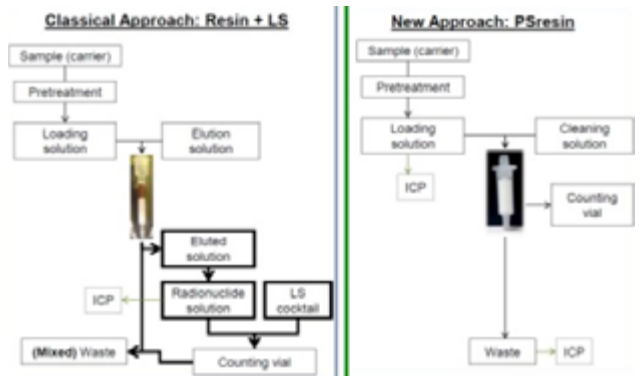 Classical Approach: Resin + LS
Sample (carrier)
Pretreatment
Loading
solution
Elution
solution
Eluted
solution
ICP
Radionuclide
solution
LS
cocktail
(Mixed) Waste
Counting vial
New Approach: PSresin
Sample (carrier)
Pretreatment
Loading
solution
Cleaning
solution
ICP
Counting
vial
Waste
ICP